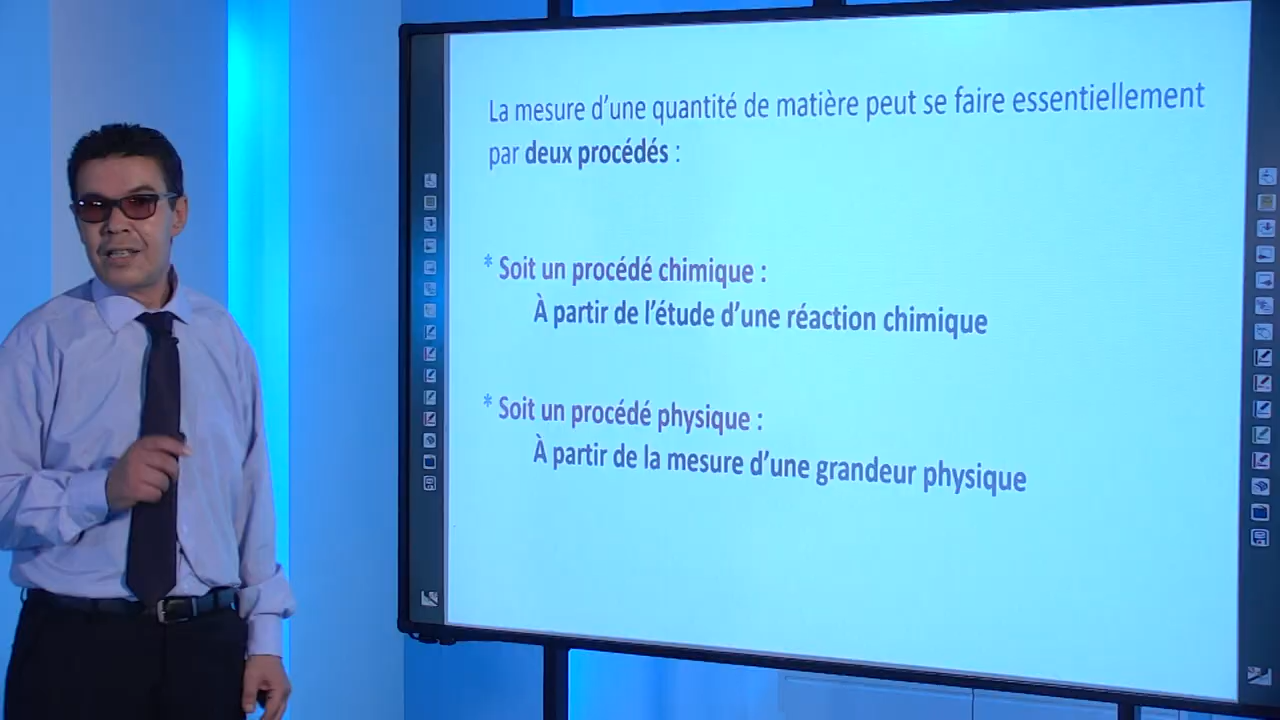 La mesure d’une quantité de matière peut se faire essentiellement
par deux procédés :
* Soit un procédé chimique :
À partir de l’étude d’une réaction chimique
* Soit un procédé physique :
À partir de la mesure d’une grandeur physique